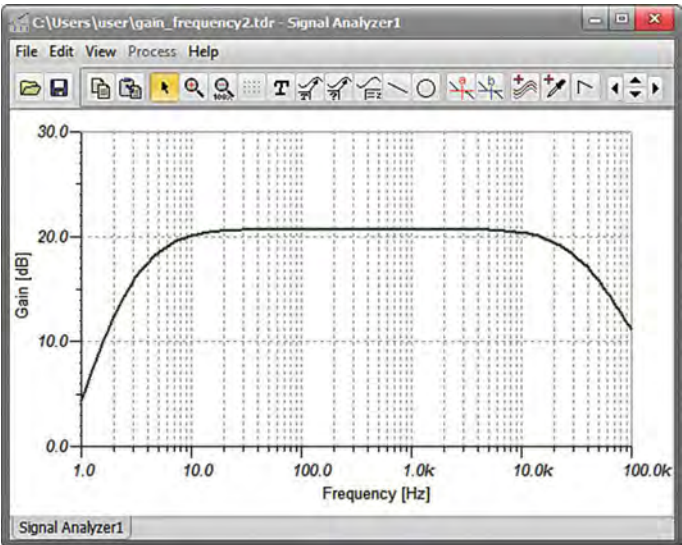 C:\Users\user\gain_frequency2.tdr - Signal Analyzer1
File Edit View Process Help
100%
T
a
b
30.0
20.0
10.0
0.0
Gain [dB]
1.0 10.0 100.0 1.0k 10.0k 100.0k
Frequency [Hz]
Signal Analyzer1